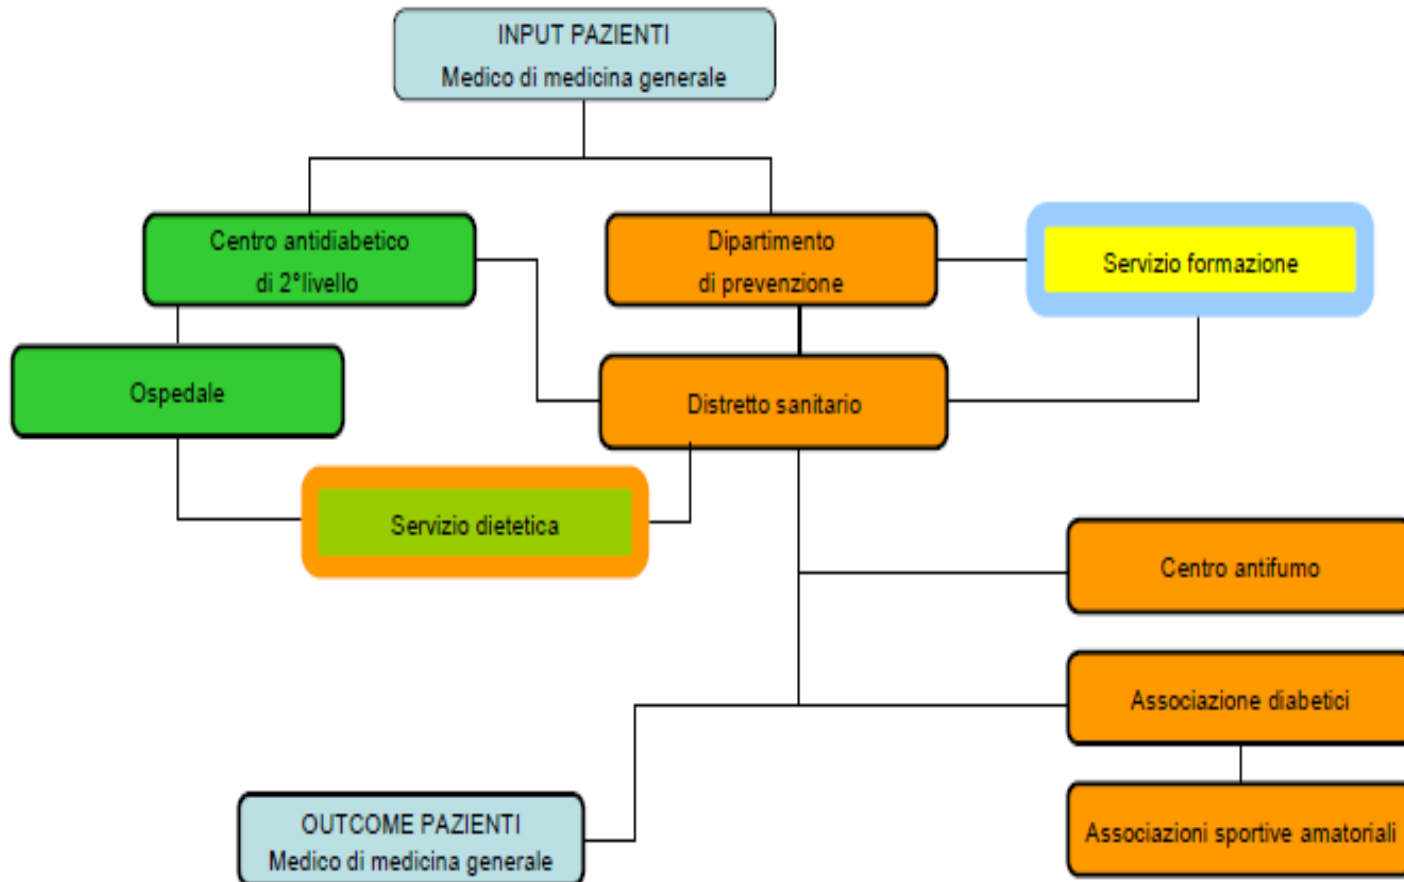 INPUT PAZIENTI
Medico di medicina generale
Centro antidiabetico
di 2°livello
Dipartimento
di prevenzione
Servizio formazione
Ospedale
Distretto sanitario
Servizio dietetica
Centro antifumo
Associazione diabetici
OUTCOME PAZIENTI
Medico di medicina generale
Associazioni sportive amatoriali